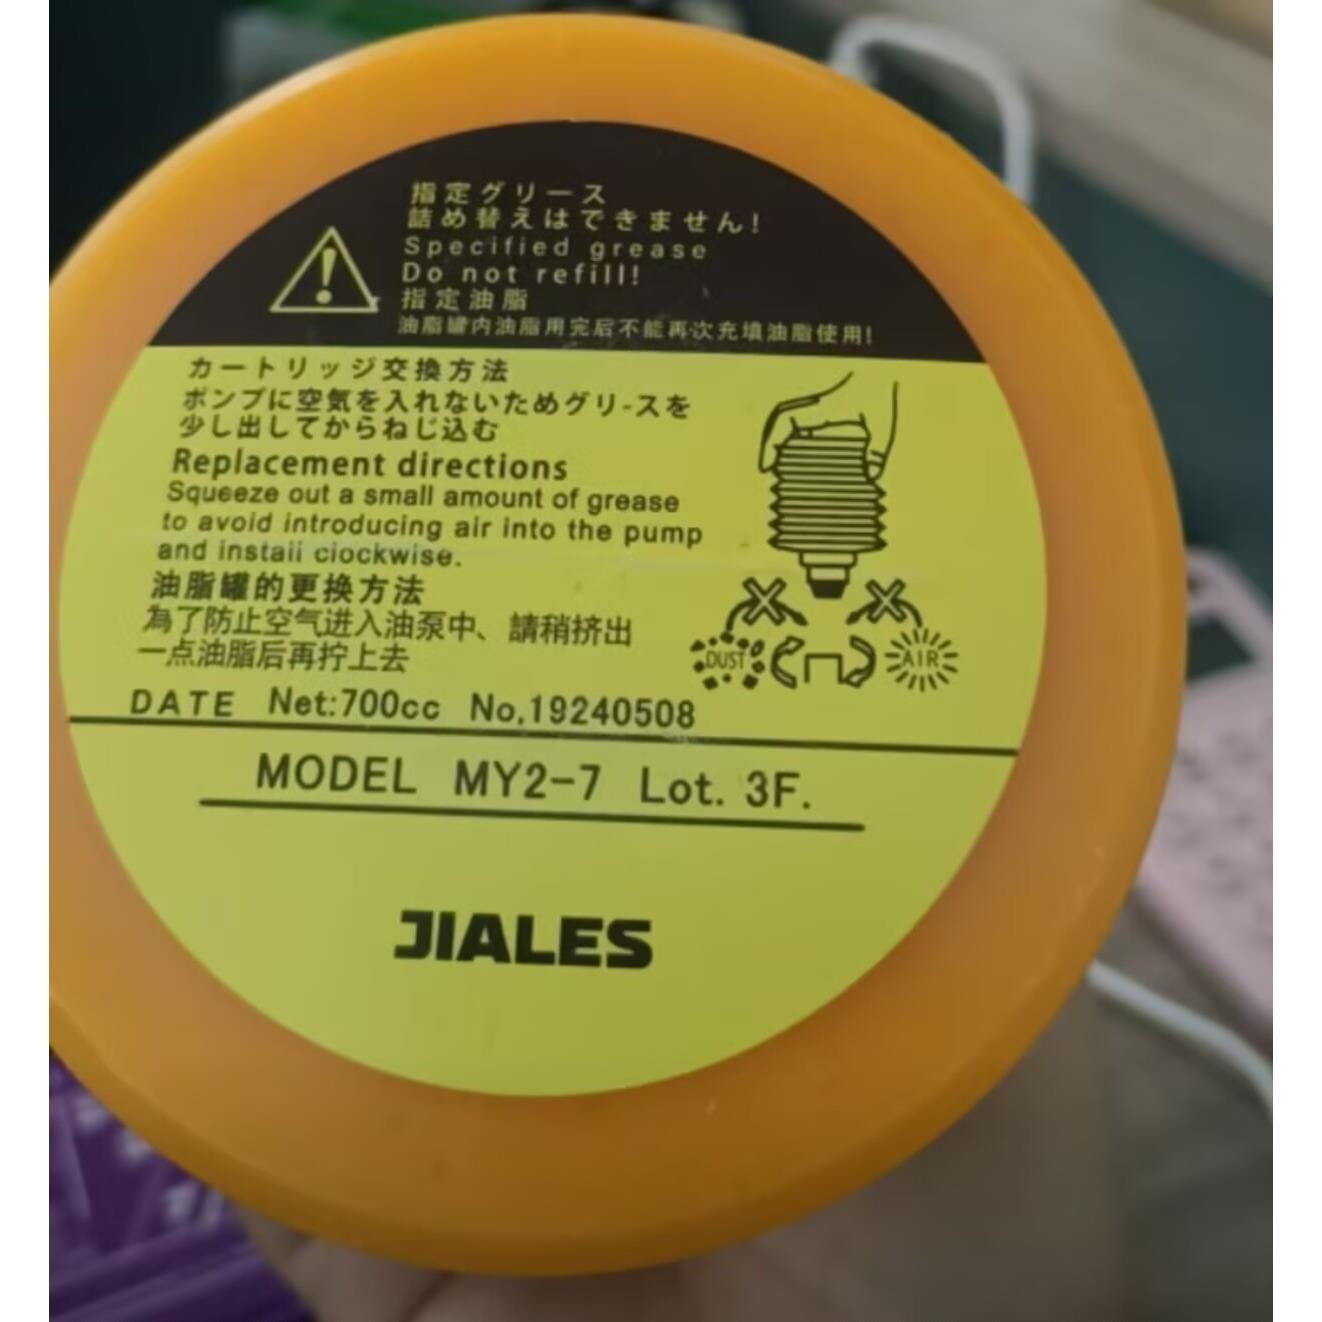 指定グリース
詰め替えはできません!
Specified grease
Do not refill!
指定油脂
油脂罐内油脂用完后不能再次充填油脂使用!
カートリッジ交換方法
ポンプに空気を入れないためグリ-スを
少し出してからねじ込む
Replacement directions
Squeeze out a small amount of grease
to avoid introducing air into the pump
and instaii ciockwise.
油脂罐的更换方法
為了防止空气进入油泵中、請稍挤出
一点油脂后再拧上去
DUST
AIR
DATE Net:700cc No,19240508
MODEL MY2-7 Lot. 3F.
JIALES